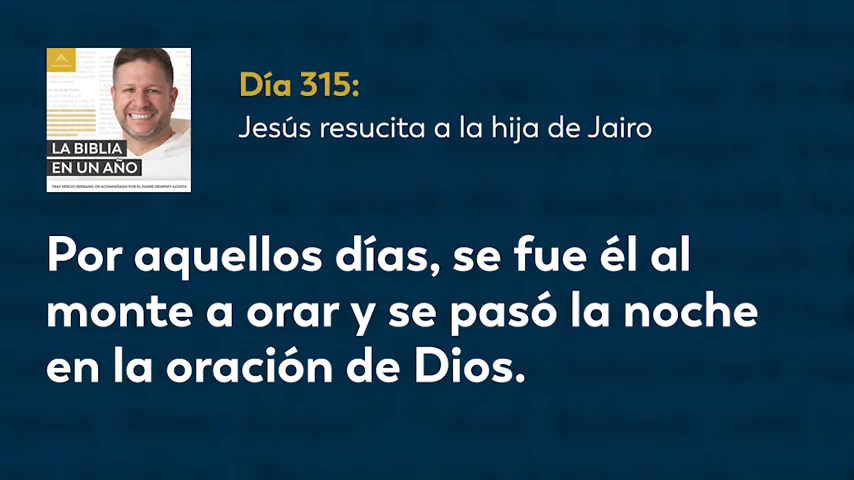 LA BIBLIA
EN UN AÑO
Día 315:
Jesús resucita a la hija de Jairo
Por aquellos días, se fue él al
monte a orar y se pasó la noche
en la oración de Dios.